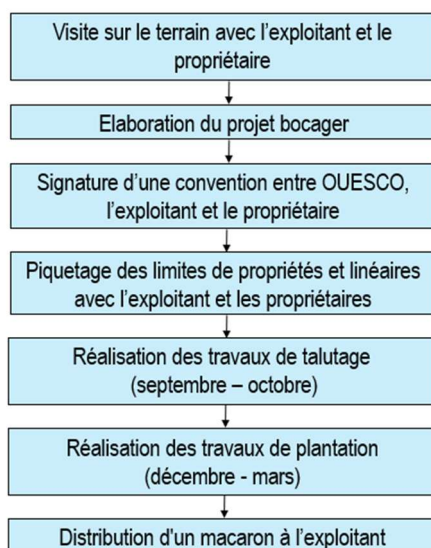 Visite sur le terrain avec l'exploitant et le
propriétaire
Elaboration du projet bocager
Signature d'une convention entre OUESCO,
l'exploitant et le propriétaire
Piquetage des limites de propriétés et linéaires
avec l'exploitant et les propriétaires
Réalisation des travaux de talutage
(septembre – octobre)
Réalisation des travaux de plantation
(décembre - mars)
Distribution d'un macaron à l'exploitant